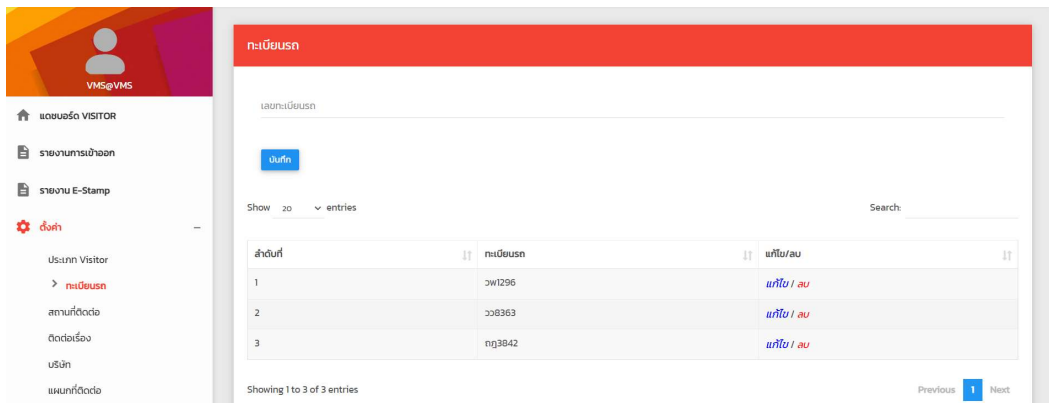 VMS@VMS
แดชบอร์ด VISITOR
รายงานการเข้าออก
รายงาน E-Stamp
ตั้งค่า
ประเภท Visitor
ทะเบียนรถ
สถานที่ติดต่อ
ติดต่อเรื่อง
บริษัท
แผนกที่ติดต่อ
ทะเบียนรถ
เลขทะเบียนรถ
บันทึก
Show 20 entries
Search:
ลำดับที่ ทะเบียนรถ แก้ไข/ลบ
1 วพ1296 แก้ไข / ลบ
2 วว8363 แก้ไข / ลบ
3 กฎ3842 แก้ไข / ลบ
Showing 1 to 3 of 3 entries
Previous 1 Next